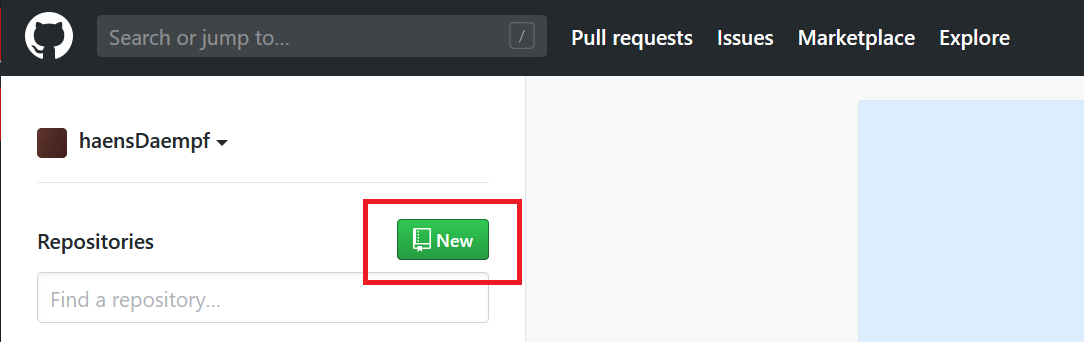 Search or jump to...
/
Pull requests
Issues
Marketplace
Explore
haensDaempf
Repositories
New
Find a repository...